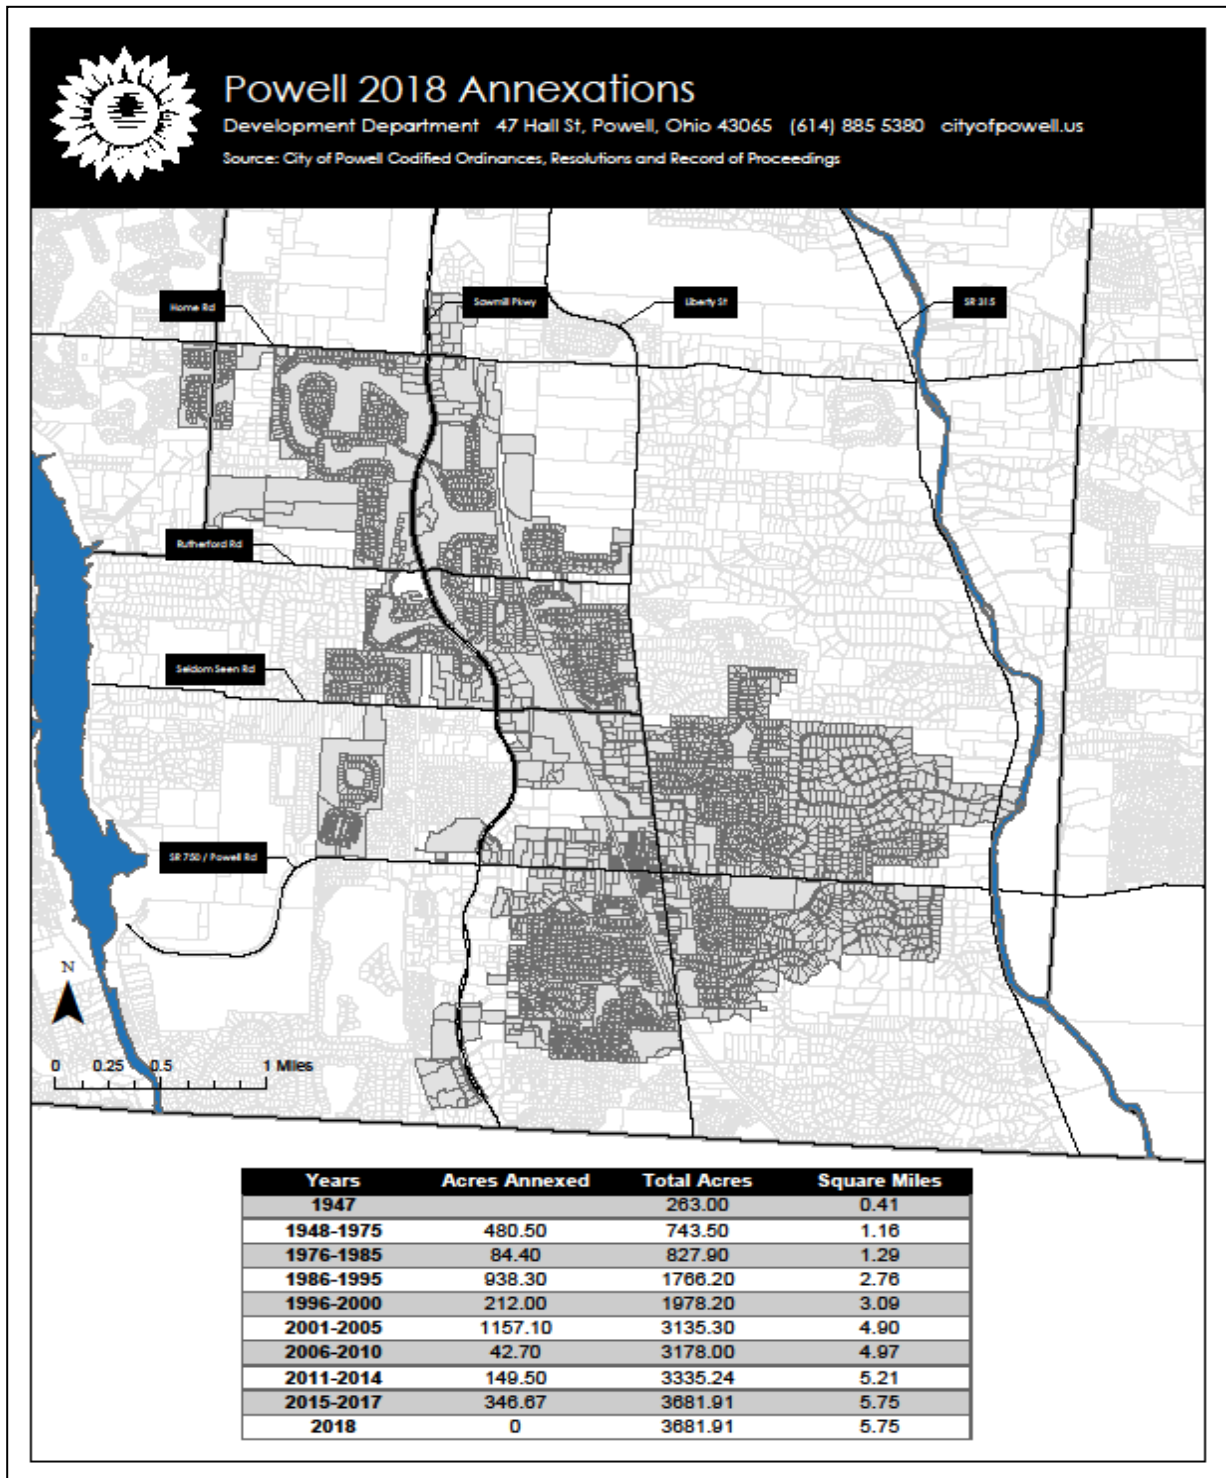 Powell 2018 Annexations
Development Department 47 Hall St, Powell, Ohio 43065 (614) 885 5380 cityofpowell.us
Source: City of Powell Codified Ordinances, Resolutions and Record of Proceedings
Home Rd
Sawmill Pkwy
Liberty St
SR 315
Rutherford Rd
Seldom Seen Rd
SR 750 / Powell Rd
N
0 0.25 0.5 1 Miles
Years Acres Annexed Total Acres Square Miles
1947 263.00 0.41
1948-1975 480.50 743.50 1.16
1976-1985 84.40 827.90 1.29
1986-1995 938.30 1766.20 2.76
1996-2000 212.00 1978.20 3.09
2001-2005 1157.10 3135.30 4.90
2006-2010 42.70 3178.00 4.97
2011-2014 149.50 3335.24 5.21
2015-2017 346.67 3681.91 5.75
2018 0 3681.91 5.75